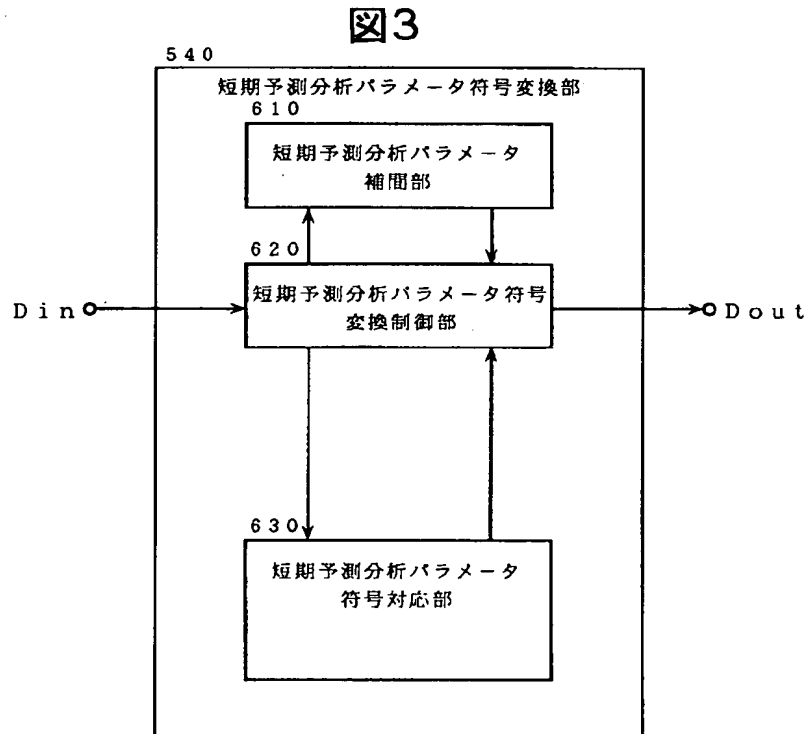 図3
540
短期予測分析パラメータ符号変換部
610
短期予測分析パラメータ
補間部
620
短期予測分析パラメータ符号
変換制御部
Din
Dout
630
短期予測分析パラメータ
符号対応部